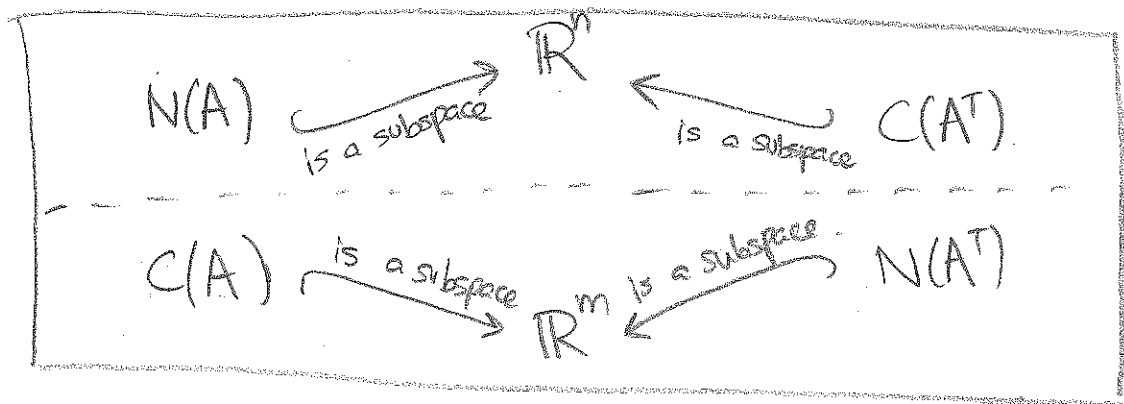 ℝⁿ
N(A) is a subspace is a subspace C(Aᵀ).
C(A) is a subspace is a subspace. N(Aᵀ)
ℝᵐ